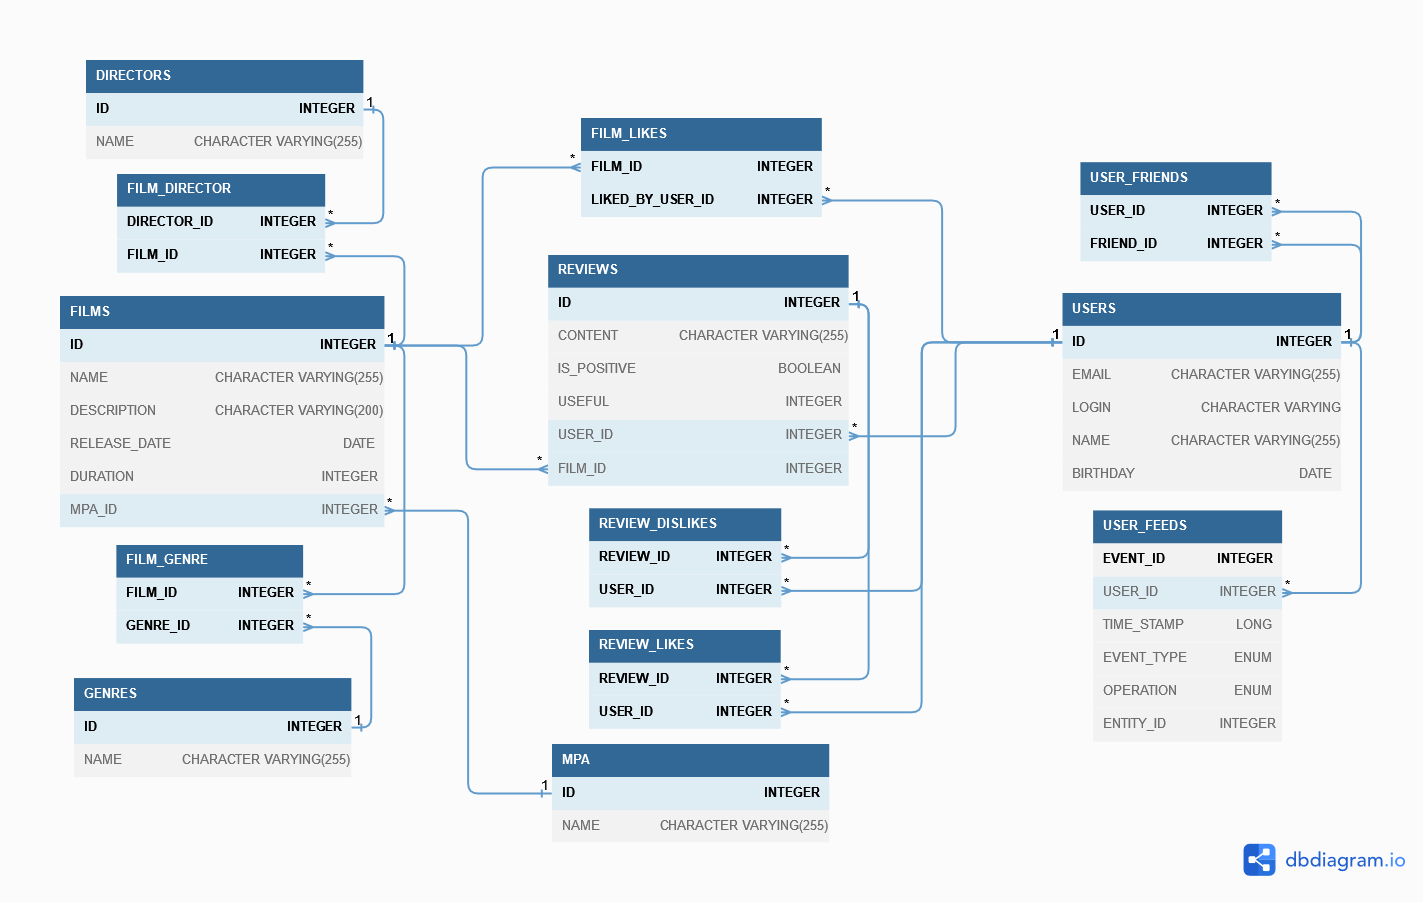 DIRECTORS
ID INTEGER 1
NAME CHARACTER VARYING(255)
FILM_DIRECTOR
DIRECTOR_ID INTEGER *
FILM_ID INTEGER *
FILMS
ID INTEGER 1
NAME CHARACTER VARYING(255)
DESCRIPTION CHARACTER VARYING(200)
RELEASE_DATE DATE
DURATION INTEGER
MPA_ID INTEGER *
FILM_GENRE
FILM_ID INTEGER *
GENRE_ID INTEGER *
GENRES
ID INTEGER 1
NAME CHARACTER VARYING(255)
FILM_LIKES
* FILM_ID INTEGER
LIKED_BY_USER_ID INTEGER *
REVIEWS
ID INTEGER 1
CONTENT CHARACTER VARYING(255)
IS_POSITIVE BOOLEAN
USEFUL INTEGER
USER_ID INTEGER *
* FILM_ID INTEGER
REVIEW_DISLIKES
REVIEW_ID INTEGER *
USER_ID INTEGER *
REVIEW_LIKES
REVIEW_ID INTEGER *
USER_ID INTEGER *
MPA
1 ID INTEGER
NAME CHARACTER VARYING(255)
USER_FRIENDS
USER_ID INTEGER *
FRIEND_ID INTEGER *
USERS
1 ID INTEGER 1
EMAIL CHARACTER VARYING(255)
LOGIN CHARACTER VARYING
NAME CHARACTER VARYING(255)
BIRTHDAY DATE
USER_FEEDS
EVENT_ID INTEGER
USER_ID INTEGER *
TIME_STAMP LONG
EVENT_TYPE ENUM
OPERATION ENUM
ENTITY_ID INTEGER
dbdiagram.io